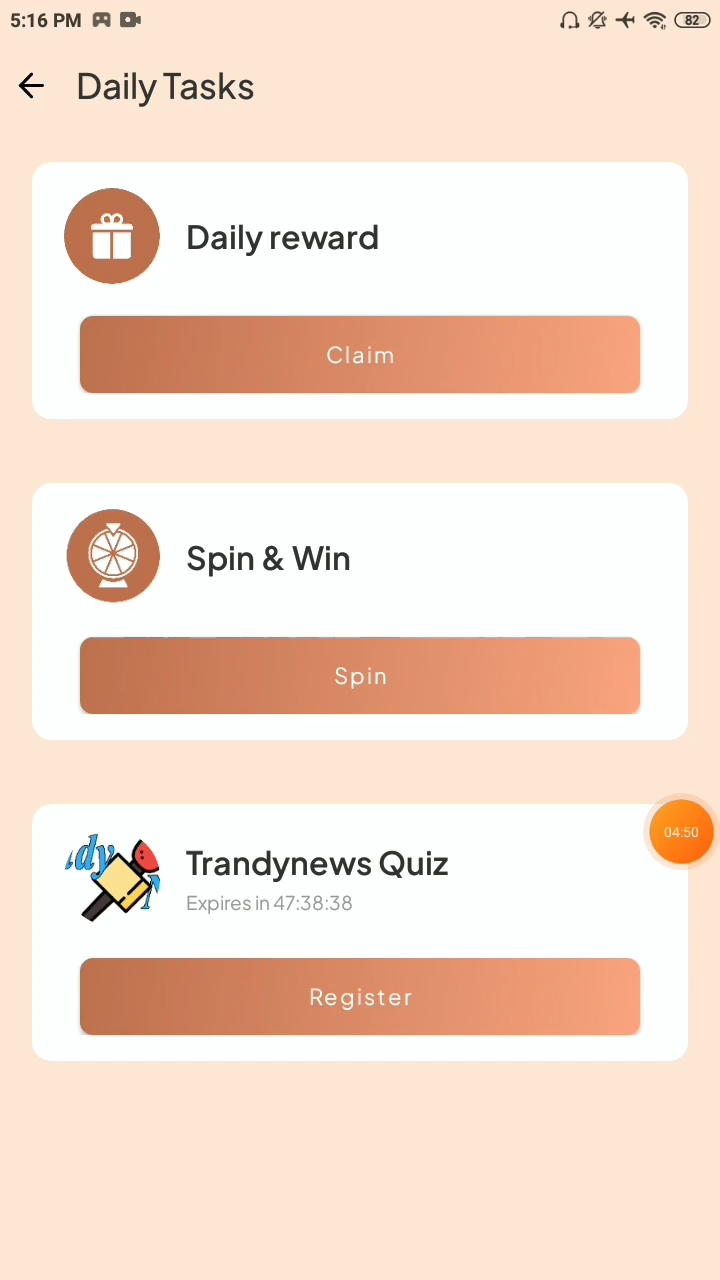 5:16 PM
82
Daily Tasks
Daily reward
Claim
Spin & Win
Spin
04:50
dy
Trandynews Quiz
Expires in 47:38:38
Register